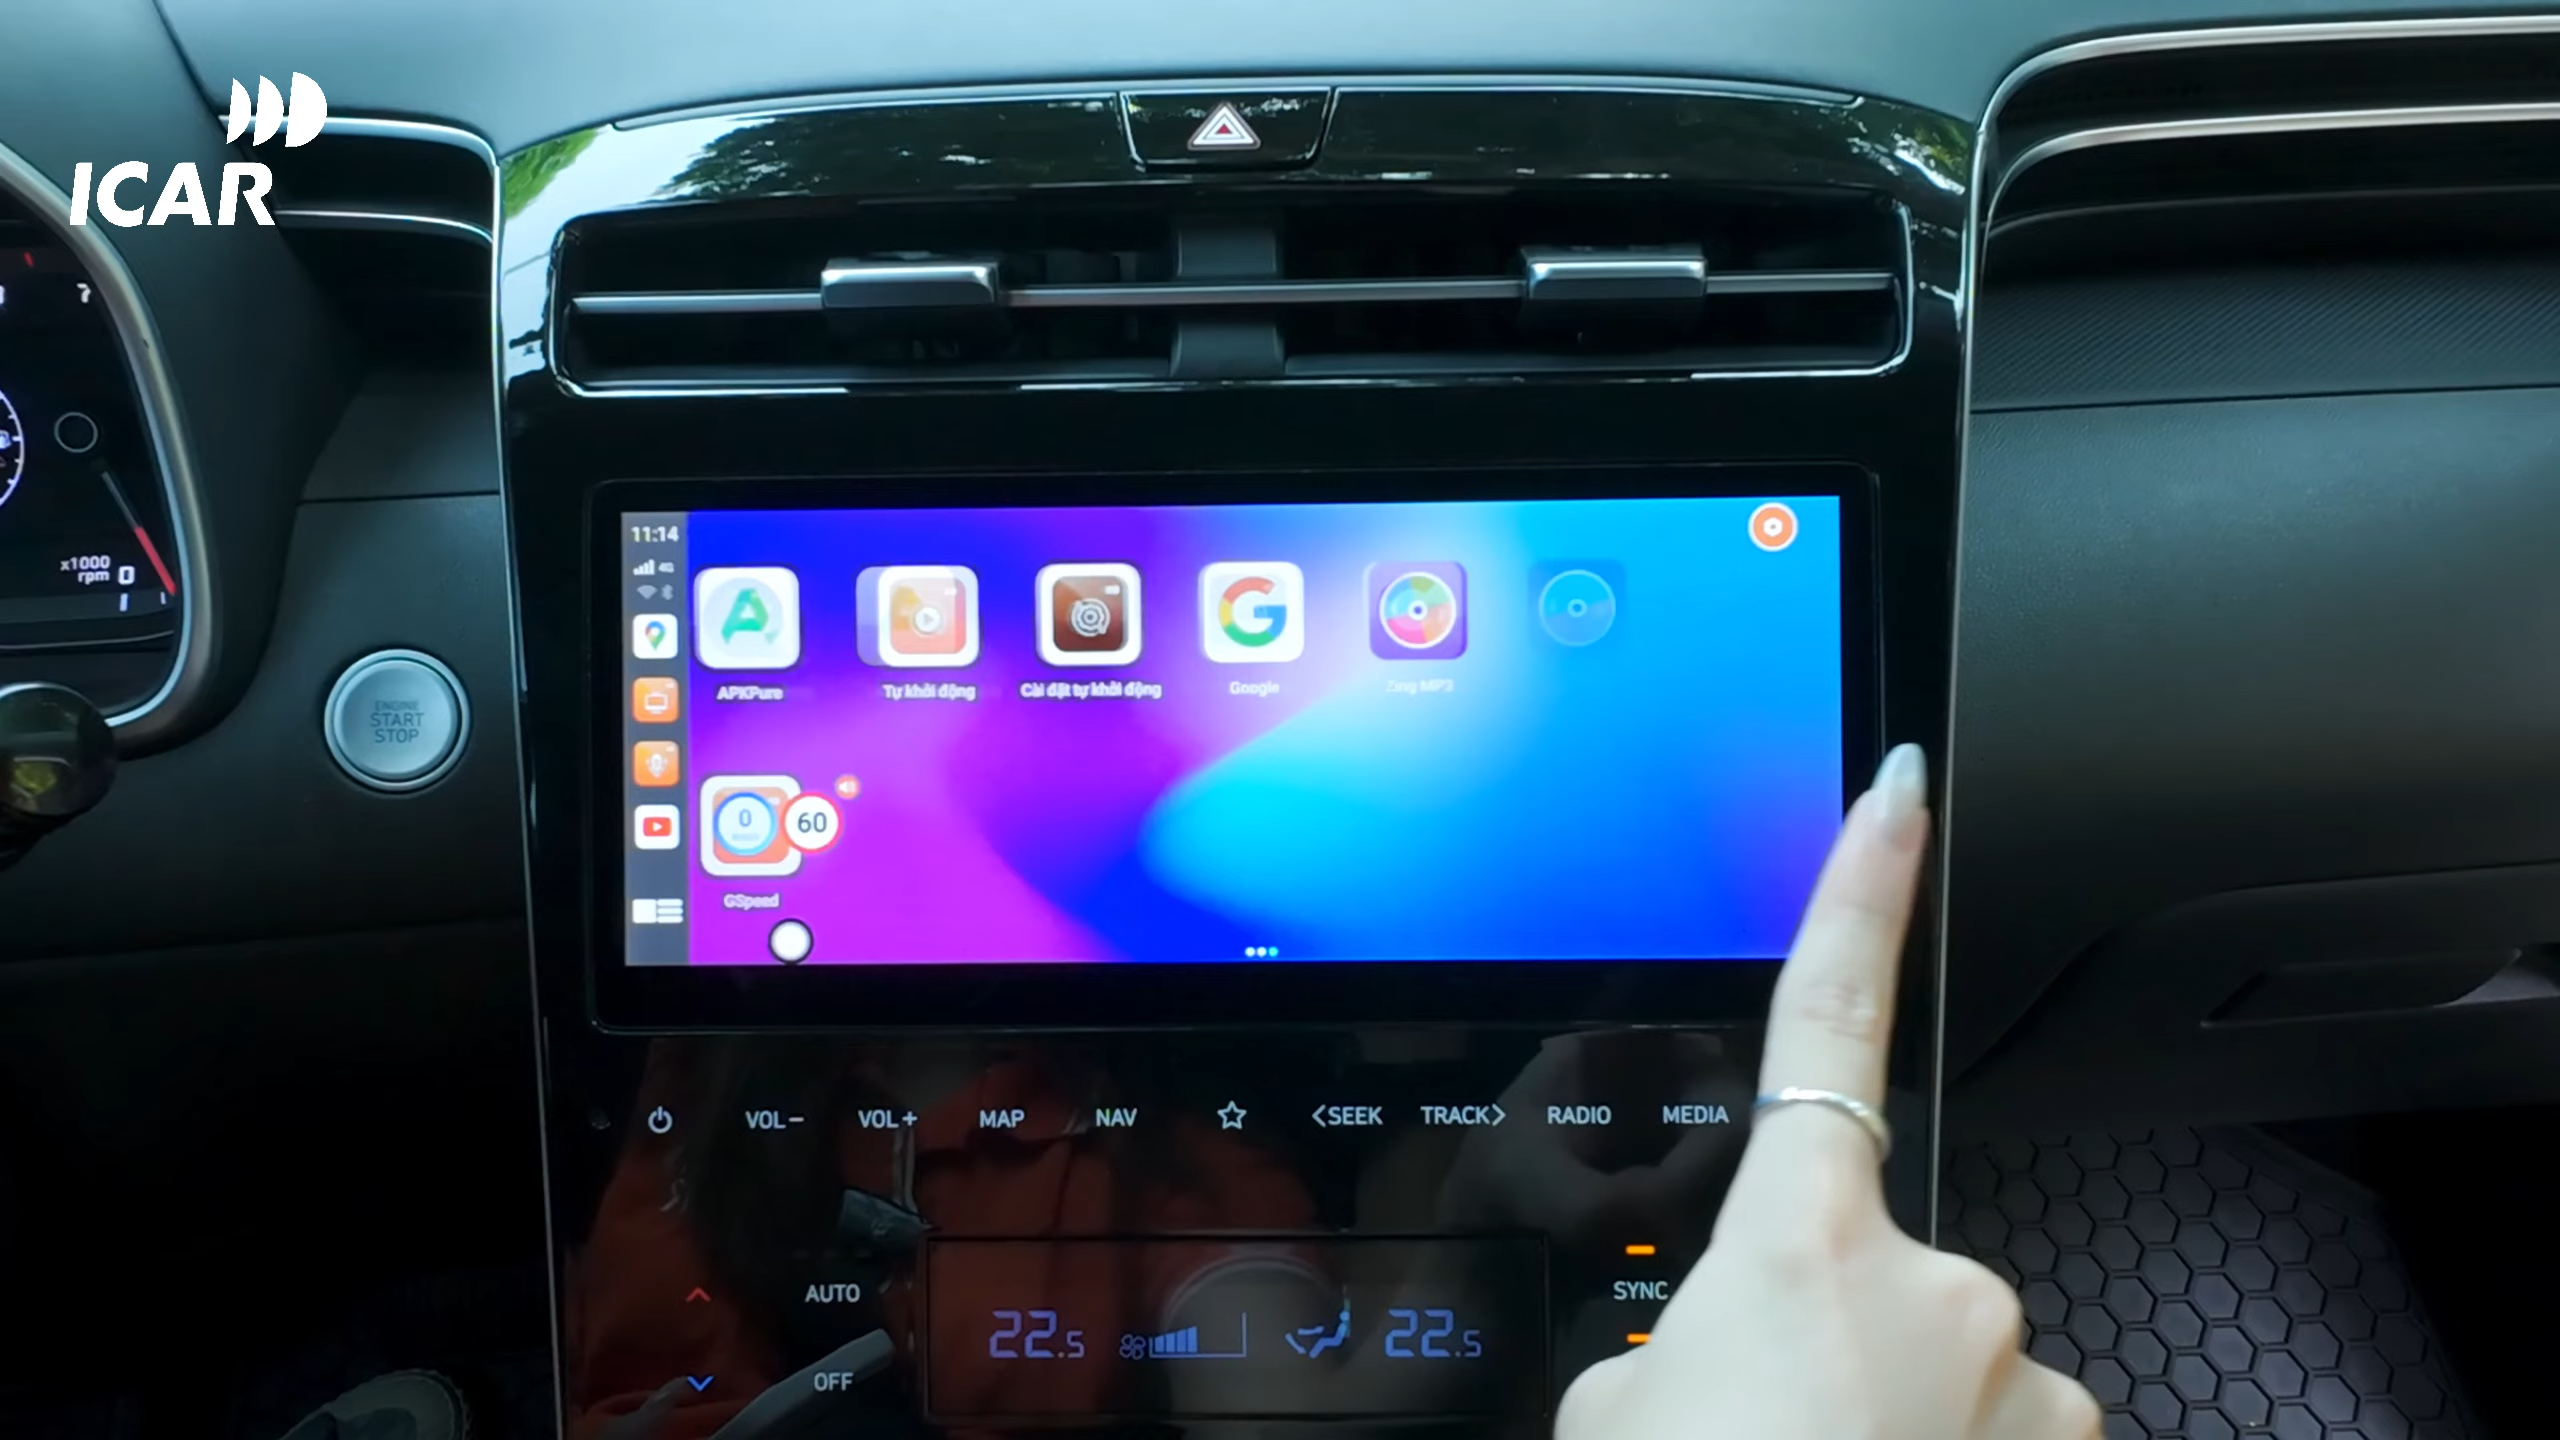 ICAR
7
x1000
rpm 0
ENGINE
START
STOP
11:14
4G
APKPure
Tự khởi động
Cài đặt tự khởi động
Google
Zing MP3
0
60
GSpeed
VOL−
VOL+
MAP
NAV
<SEEK
TRACK>
RADIO
MEDIA
AUTO
OFF
22.5
22.5
SYNC